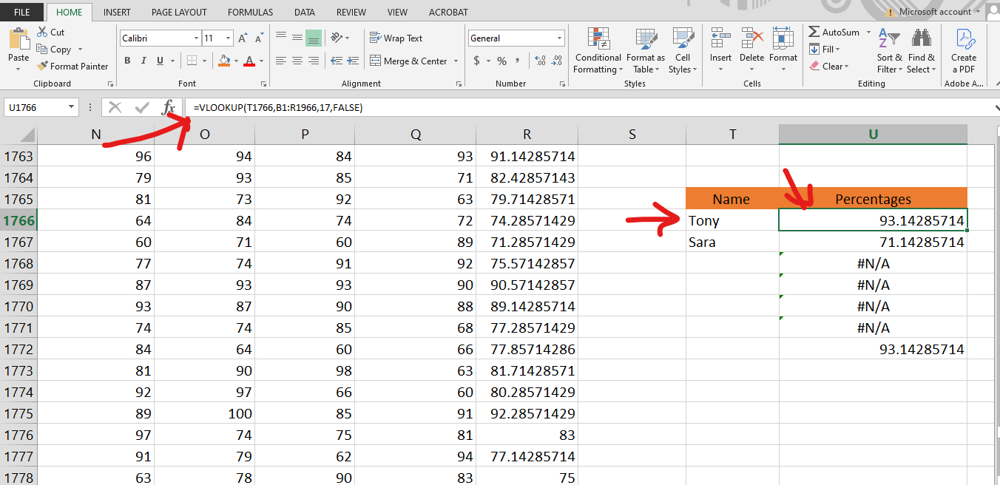 FILE HOME INSERT PAGE LAYOUT FORMULAS DATA REVIEW VIEW ACROBAT Microsoft account
Cut
Copy
Format Painter
Paste
Clipboard
Calibri 11 A A
B I U A
Font
Wrap Text
Merge & Center
Alignment
General
$ % , .0 .00 .00 .0
Number
Conditional Formatting
Format as Table
Cell Styles
Styles
Insert Delete Format
Cells
AutoSum
Fill
Clear
Sort & Filter
Find & Select
Editing
Create a PDF
Adobe A...
U1766 fx =VLOOKUP(T1766,B1:R1966,17,FALSE)
N O P Q R S T U
1763 96 94 84 93 91.14285714
1764 79 93 85 71 82.42857143
1765 81 73 92 63 79.71428571 Name Percentages
1766 64 84 74 72 74.28571429 Tony 93.14285714
1767 60 71 60 89 71.28571429 Sara 71.14285714
1768 77 74 91 92 75.57142857 #N/A
1769 87 93 93 90 90.57142857 #N/A
1770 93 87 90 88 89.14285714 #N/A
1771 74 74 85 68 77.28571429 #N/A
1772 84 64 60 66 77.85714286 93.14285714
1773 81 90 98 63 81.71428571
1774 92 97 66 60 80.28571429
1775 89 100 85 91 92.28571429
1776 97 74 75 81 83
1777 91 79 62 94 77.14285714
1778 63 78 90 83 75